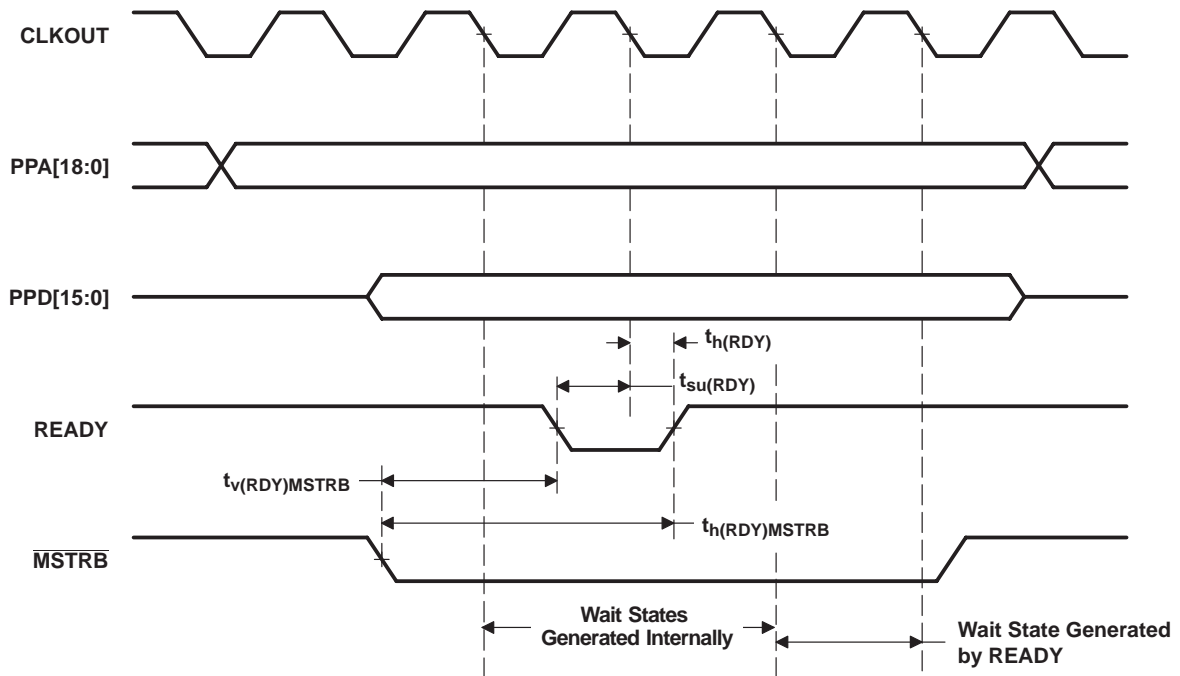 CLKOUT
PPA[18:0]
PPD[15:0]
th(RDY)
tsu(RDY)
READY
tv(RDY)MSTRB
th(RDY)MSTRB
MSTRB
Wait States
Generated Internally
Wait State Generated
by READY